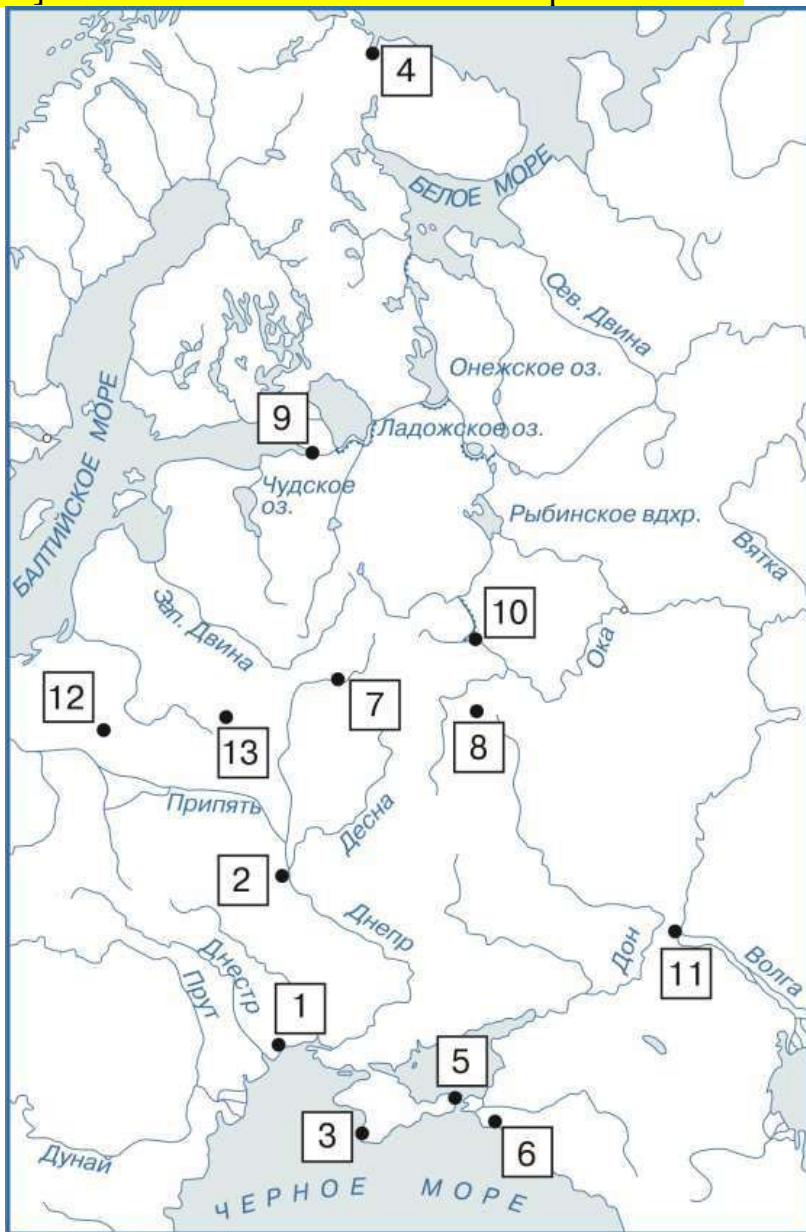 4
БЕЛОЕ МОРЕ
Сев. Двина
Онежское оз.
БАЛТИЙСКОЕ МОРЕ
9
Ладожское оз.
Чудское
оз.
Рыбинское вдхр.
Вятка
Зап. Двина
10
Ока
12
13
7
8
Припять
Десна
2
Днепр
Дон
11
Волга
Днестр
Прут
1
5
3
6
Дунай
ЧЕРНОЕ МОРЕ